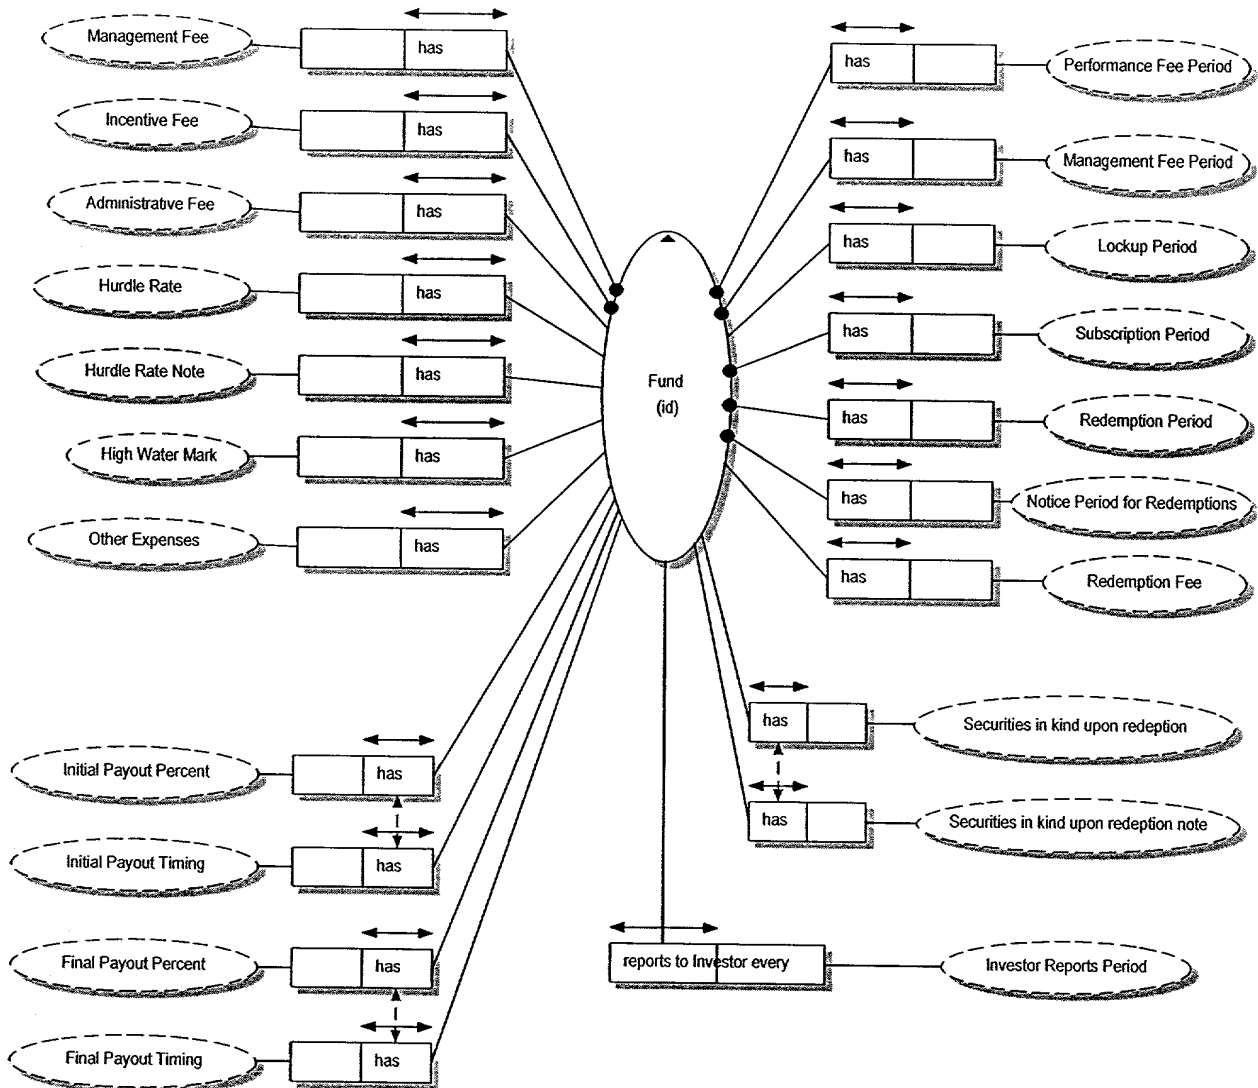 Management Fee
has
Incentive Fee
has
Administrative Fee
has
Hurdle Rate
has
Hurdle Rate Note
has
High Water Mark
has
Other Expenses
has
Fund
(id)
has
Performance Fee Period
has
Management Fee Period
has
Lockup Period
has
Subscription Period
has
Redemption Period
has
Notice Period for Redemptions
has
Redemption Fee
Initial Payout Percent
has
Initial Payout Timing
has
Final Payout Percent
has
Final Payout Timing
has
has
Securities in kind upon redeption
has
Securities in kind upon redeption note
reports to Investor every
Investor Reports Period